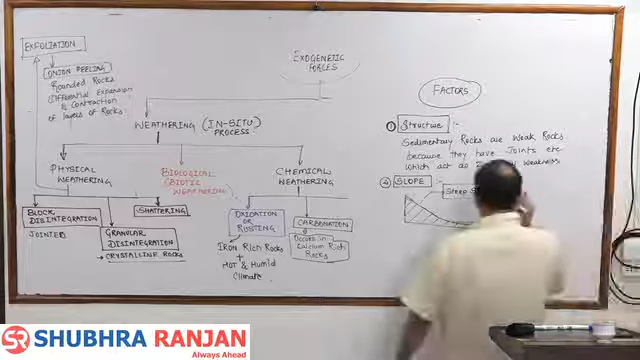 EXFOLIATION
ONION PEELING
Rounded Rocks
Differential Expansion
& Contraction
of layers of Rocks
EXOGENETIC
FORCES
WEATHERING (IN-SITU PROCESS)
PHYSICAL
WEATHERING
BIOLOGICAL
(BIOTIC
WEATHERING)
CHEMICAL
WEATHERING
BLOCK DISINTEGRATION
JOINTED
GRANULAR
DISINTEGRATION
→ CRYSTALLINE ROCKS
SHATTERING
OXIDATION
OR
RUSTING
IRON Rich Rocks
+
HOT & Humid
Climate
CARBONATION
Occurs in
Calcium Rich
Rocks
FACTORS
① Structure :-
Sedimentary Rocks are Weak Rocks
because they have Joints etc
Which act as Weakness
② SLOPE
Steep
SR SHUBHRA RANJAN
Always Ahead